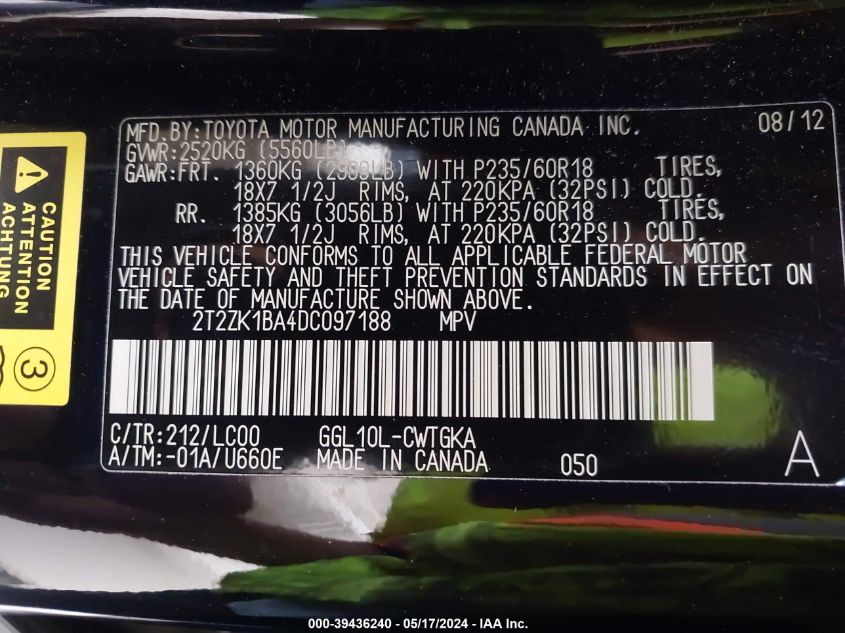 MFD. BY: TOYOTA MOTOR MANUFACTURING CANADA INC. 08/12
GVWR: 2520KG (5560LB)
GAWR: FRT. 1360KG (2999LB) WITH P235/60R18 TIRES,
18X7 1/2J RIMS, AT 220KPA (32PSI) COLD.
RR. 1385KG (3056LB) WITH P235/60R18 TIRES,
18X7 1/2J RIMS, AT 220KPA (32PSI) COLD.
THIS VEHICLE CONFORMS TO ALL APPLICABLE FEDERAL MOTOR
VEHICLE SAFETY AND THEFT PREVENTION STANDARDS IN EFFECT ON
THE DATE OF MANUFACTURE SHOWN ABOVE.
2T2ZK1BA4DC097188 MPV
C/TR: 212/LC00 GGL10L-CWTGKA
A/TM: -01A/U660E MADE IN CANADA 050 A
CAUTION
ATTENTION
ACHTUNG
3
000-39436240 - 05/17/2024 - IAA Inc.